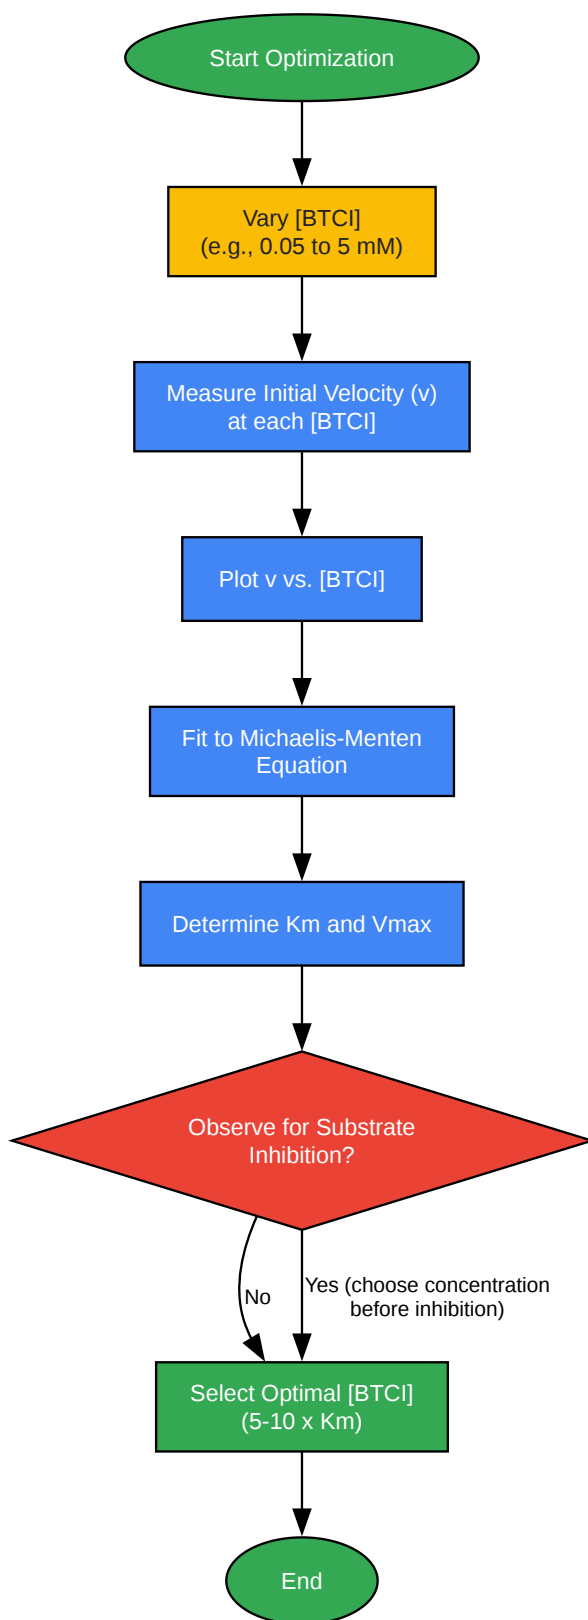 Start Optimization
Vary [BTCI]
(e.g., 0.05 to 5 mM)
Measure Initial Velocity (v)
at each [BTCI]
Plot v vs. [BTCI]
Fit to Michaelis-Menten
Equation
Determine Km and Vmax
Observe for Substrate
Inhibition?
No
Yes (choose concentration
before inhibition)
Select Optimal [BTCI]
(5-10 x Km)
End